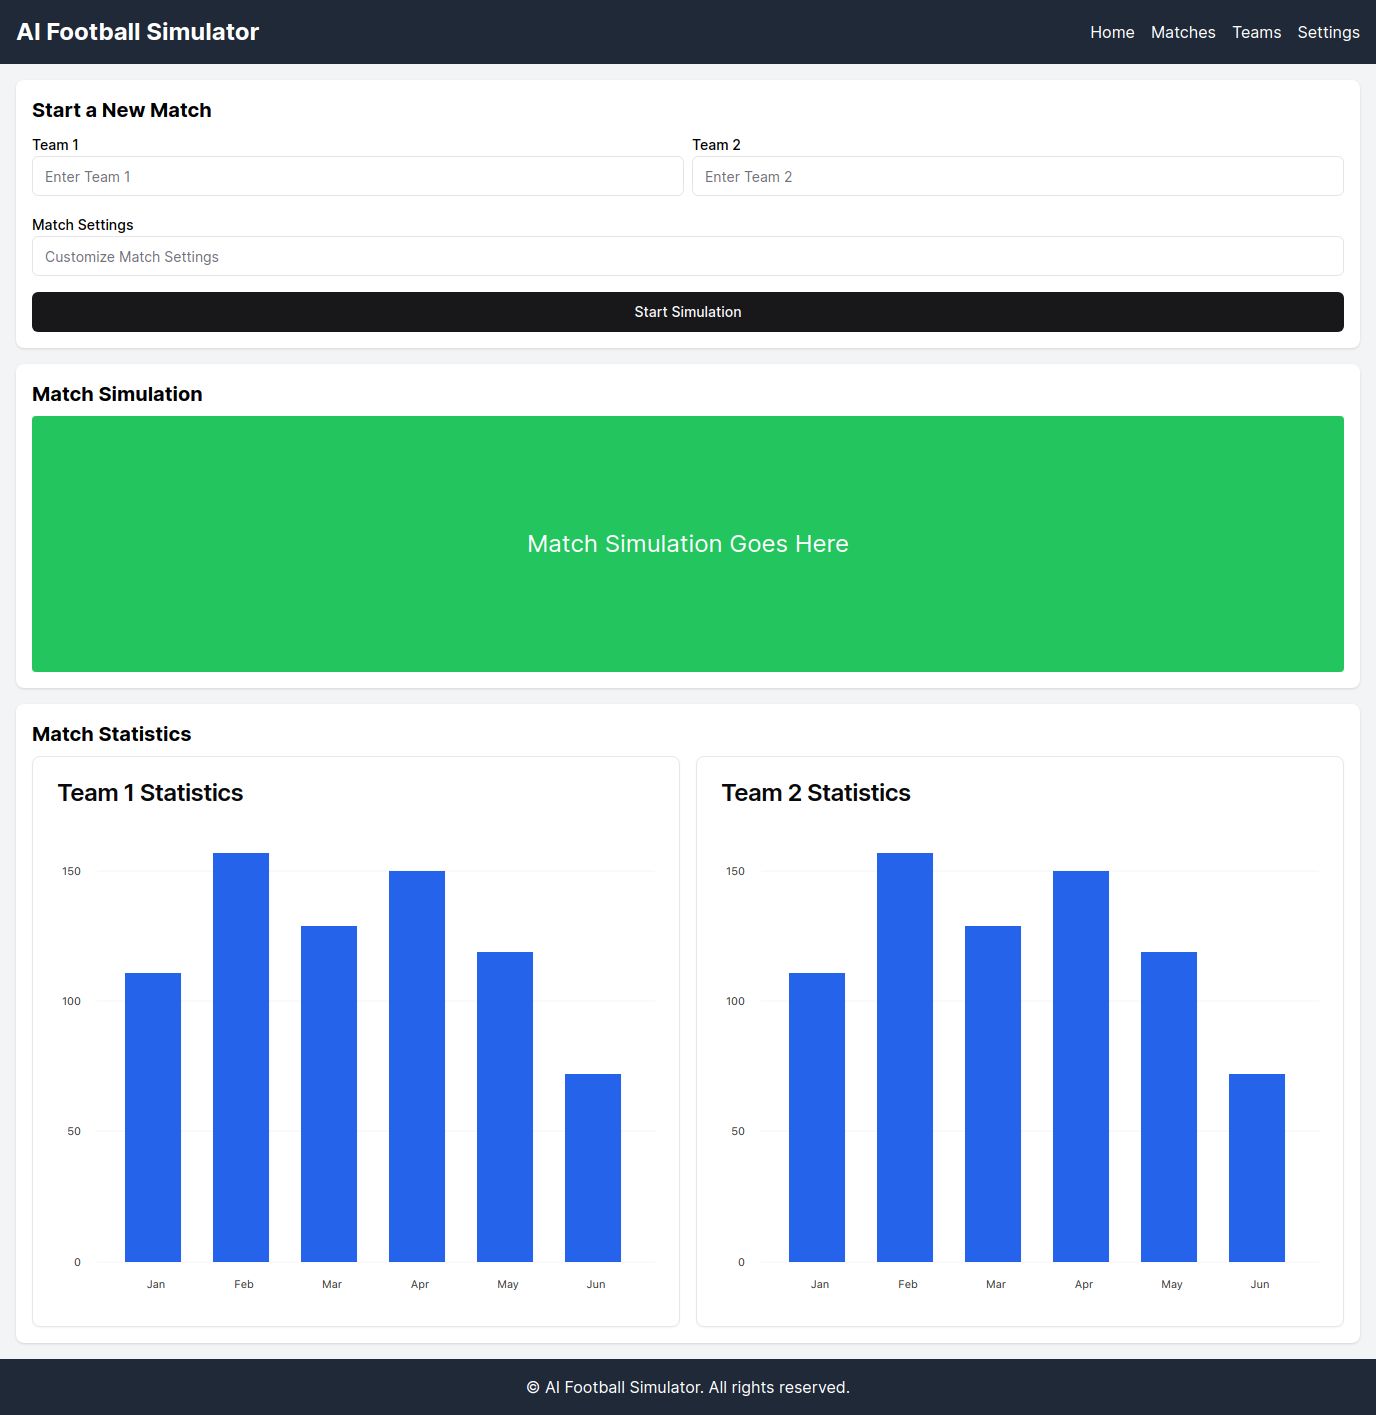 AI Football Simulator
Home Matches Teams Settings
Start a New Match
Team 1
Enter Team 1
Team 2
Enter Team 2
Match Settings
Customize Match Settings
Start Simulation
Match Simulation
Match Simulation Goes Here
Match Statistics
Team 1 Statistics
150
100
50
0
Jan Feb Mar Apr May Jun
Team 2 Statistics
150
100
50
0
Jan Feb Mar Apr May Jun
© AI Football Simulator. All rights reserved.